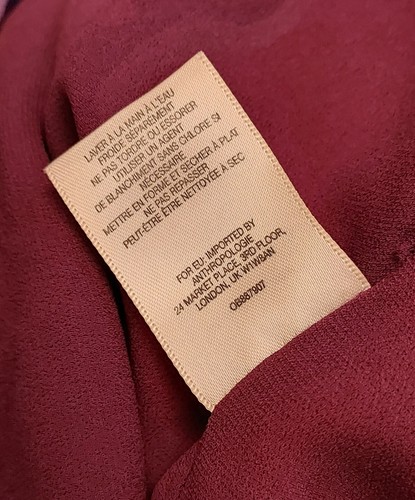 LAVER À LA MAIN À L'EAU
FROIDE SÉPARÉMENT
NE PAS TORDRE OU ESSORER
UTILISER UN AGENT
DE BLANCHIMENT SANS CHLORE SI
NÉCESSAIRE
METTRE EN FORME ET SÉCHER À PLAT
NE PAS REPASSER
PEUT-ÊTRE ÊTRE NETTOYÉE À SEC
FOR EU: IMPORTED BY
ANTHROPOLOGIE
24 MARKET PLACE, 3RD FLOOR,
LONDON, UK W1W8AN
OB887907